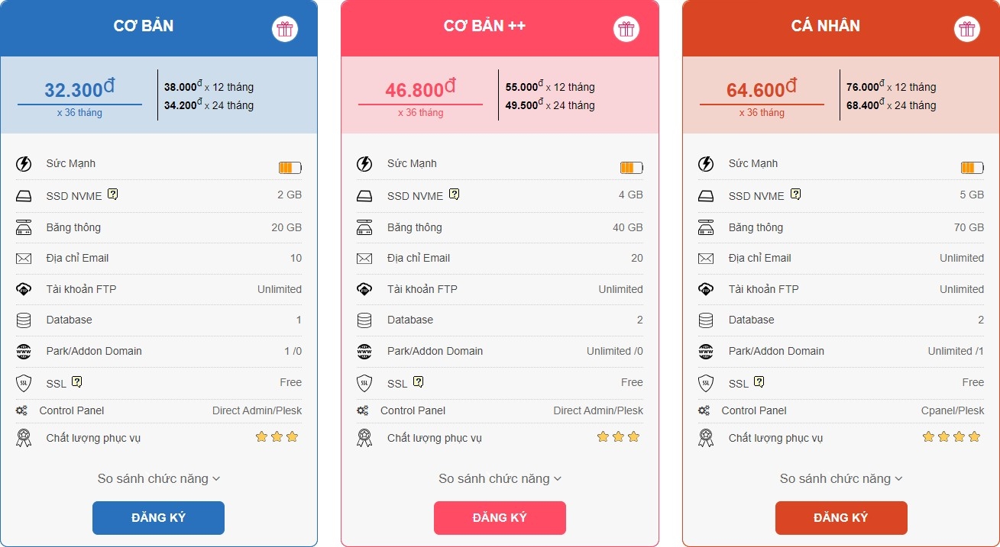 CƠ BẢN
32.300đ
x 36 tháng
38.000đ x 12 tháng
34.200đ x 24 tháng
Sức Mạnh
SSD NVME ? 2 GB
Băng thông 20 GB
Địa chỉ Email 10
Tài khoản FTP Unlimited
Database 1
Park/Addon Domain 1 /0
SSL ? Free
Control Panel Direct Admin/Plesk
Chất lượng phục vụ
So sánh chức năng
ĐĂNG KÝ
CƠ BẢN ++
46.800đ
x 36 tháng
55.000đ x 12 tháng
49.500đ x 24 tháng
Sức Mạnh
SSD NVME ? 4 GB
Băng thông 40 GB
Địa chỉ Email 20
Tài khoản FTP Unlimited
Database 2
Park/Addon Domain Unlimited /0
SSL ? Free
Control Panel Direct Admin/Plesk
Chất lượng phục vụ
So sánh chức năng
ĐĂNG KÝ
CÁ NHÂN
64.600đ
x 36 tháng
76.000đ x 12 tháng
68.400đ x 24 tháng
Sức Mạnh
SSD NVME ? 5 GB
Băng thông 70 GB
Địa chỉ Email Unlimited
Tài khoản FTP Unlimited
Database 2
Park/Addon Domain Unlimited /1
SSL ? Free
Control Panel Cpanel/Plesk
Chất lượng phục vụ
So sánh chức năng
ĐĂNG KÝ